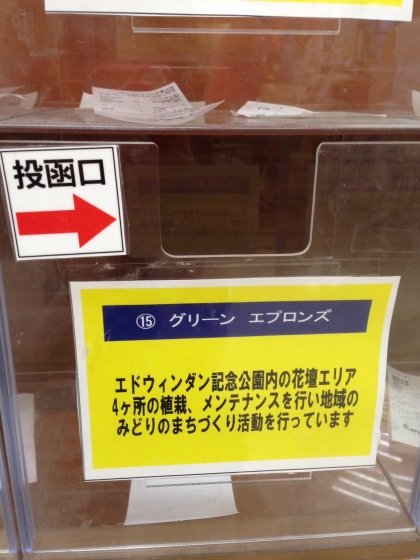 投函口
⑮ グリーン エプロンズ
エドウィンダン記念公園内の花壇エリア
4ヶ所の植栽、メンテナンスを行い地域の
みどりのまちづくり活動を行っています